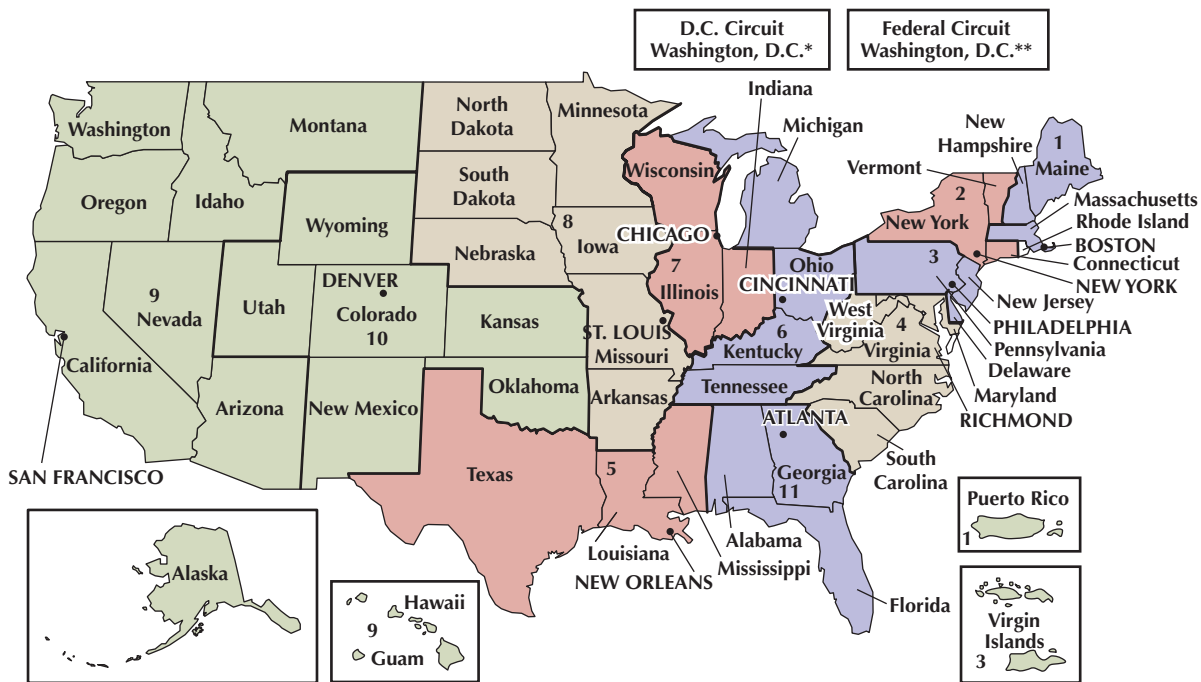 D.C. Circuit
Washington, D.C.*
Federal Circuit
Washington, D.C.**
Washington
Montana
North
Dakota
Minnesota
Indiana
Michigan
New
Hampshire
1
Maine
Vermont
Oregon
Idaho
Wyoming
South
Dakota
Wisconsin
2
New York
Massachusetts
Rhode Island
BOSTON
Connecticut
NEW YORK
Nebraska
8
Iowa
CHICAGO
7
Illinois
Ohio
CINCINNATI
3
New Jersey
PHILADELPHIA
Pennsylvania
Delaware
Maryland
RICHMOND
9
Nevada
Utah
DENVER
Colorado
10
Kansas
ST. LOUIS
Missouri
6
Kentucky
West
Virginia
4
Virginia
California
Arizona
New Mexico
Oklahoma
Arkansas
Tennessee
North
Carolina
SAN FRANCISCO
Texas
5
ATLANTA
Georgia
11
South
Carolina
Louisiana
NEW ORLEANS
Alabama
Mississippi
Florida
Puerto Rico
1
Alaska
Hawaii
9
Guam
Virgin
Islands
3